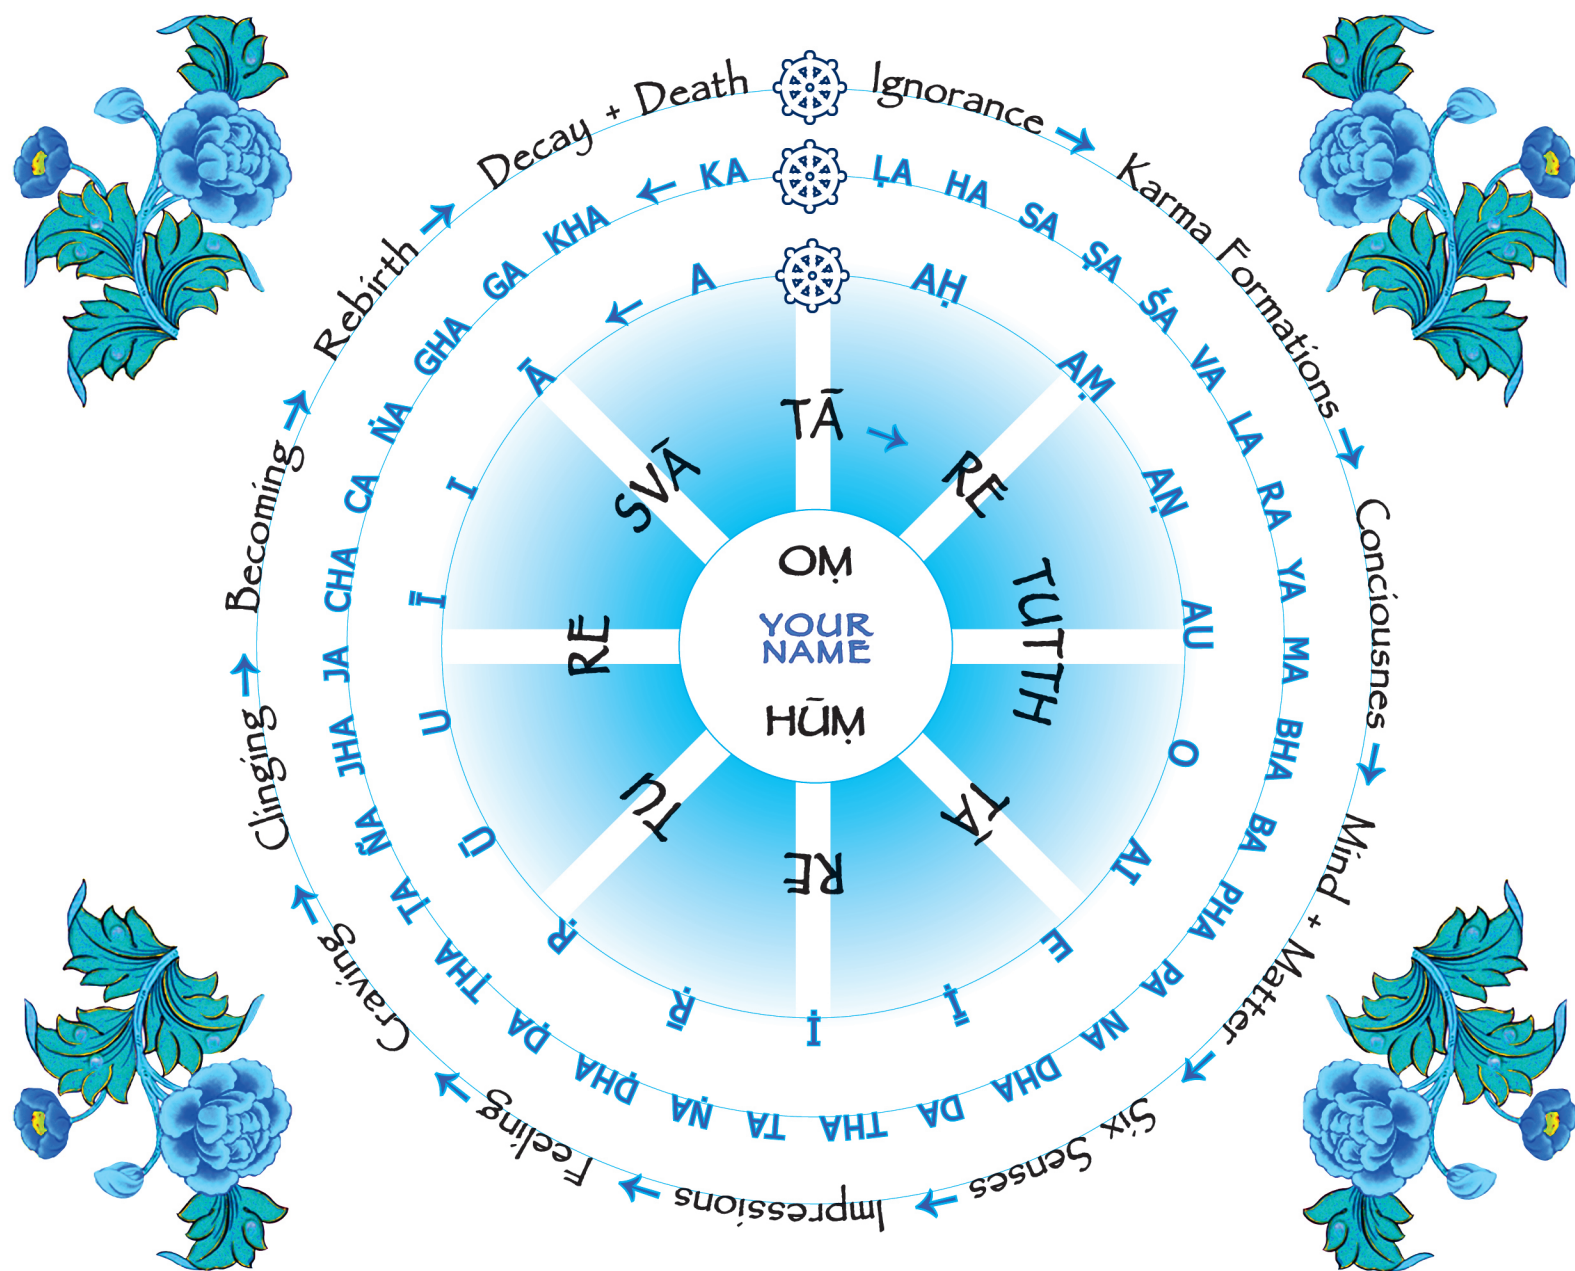 Ignorance → Karma Formations → Conciousnes → Mind + Matter → Six Senses → Impressions → Feeling → Craving → Clinging → Becoming → Rebirth → Decay + Death
KA ← KHA GA GHA ṄA CA CHA JA JHA ÑA TA THA ḌA ḌHA ṆA TA THA DA DHA NA PA PHA BA BHA MA YA RA LA VA ŚA ṢA SA HA ḶA
A ← Ā I Ī U Ū Ṛ Ṝ Ị Ị̄ E AI O AU AṆ AṂ AḤ
TĀ → RE TUTTH TĀ RE TU RE SVĀ
OṂ
YOUR
NAME
HŪṂ